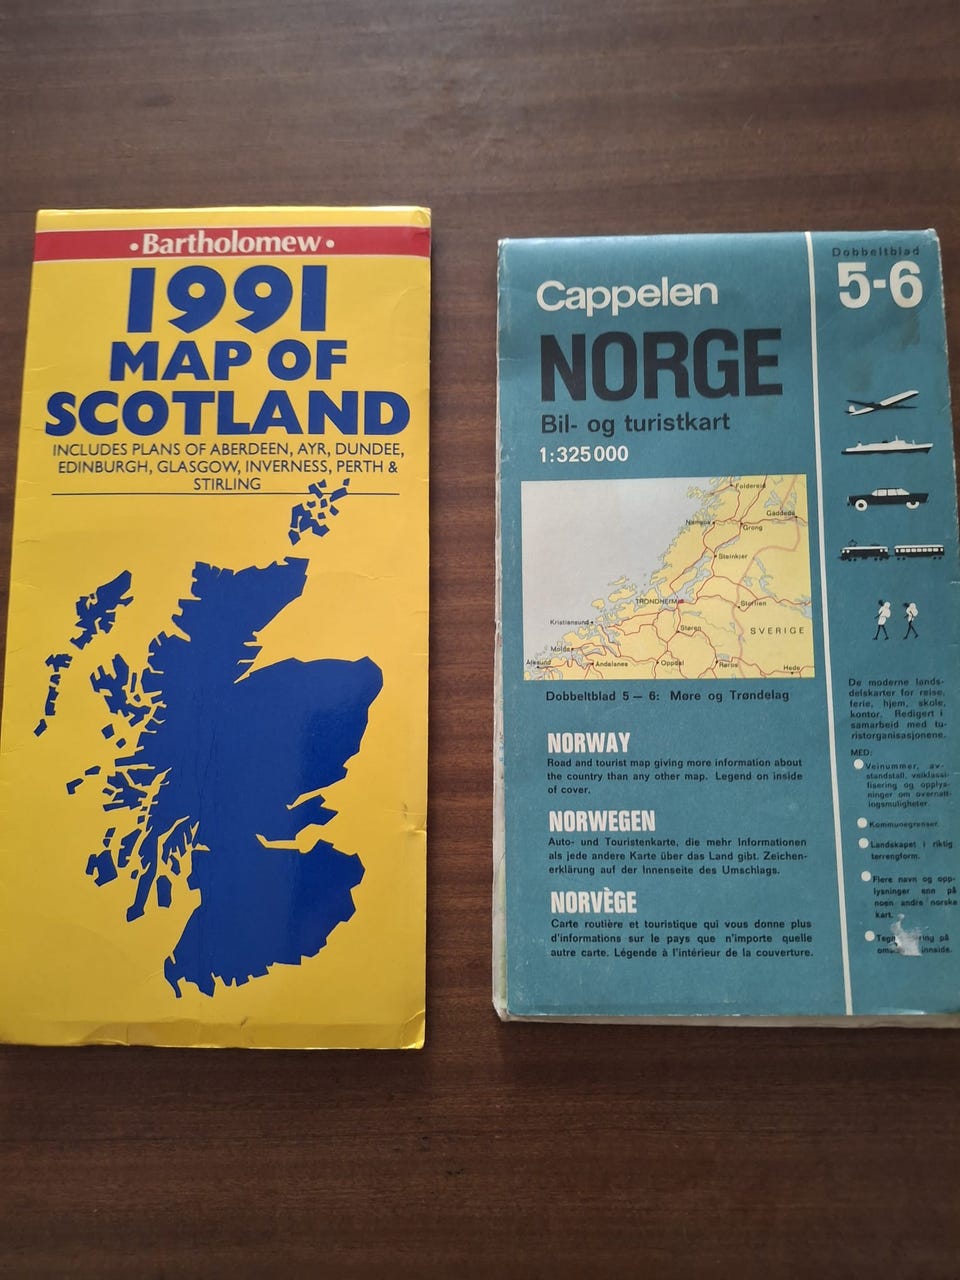 •Bartholomew•
1991
MAP OF
SCOTLAND
INCLUDES PLANS OF ABERDEEN, AYR, DUNDEE,
EDINBURGH, GLASGOW, INVERNESS, PERTH &
STIRLING
Cappelen
NORGE
Bil- og turistkart
1:325 000
Foldereid
Gäddede
Namsos
Grong
Steinkjer
TRONDHEIM
Storlien
Kristiansund
Støren
SVERIGE
Molde
Ålesund
Åndalsnes
Oppdal
Røros
Hede
Dobbeltblad 5 — 6: Møre og Trøndelag
NORWAY
Road and tourist map giving more information about
the country than any other map. Legend on inside
of cover.
NORWEGEN
Auto- und Touristenkarte, die mehr Informationen
als jede andere Karte über das Land gibt. Zeichen-
erklärung auf der Innenseite des Umschlags.
NORVÈGE
Carte routière et touristique qui vous donne plus
d'informations sur le pays que n'importe quelle
autre carte. Légende à l'intérieur de la couverture.
Dobbeltblad
5-6
De moderne lands-
delskarter for reise,
ferie, hjem, skole,
kontor. Redigert i
samarbeid med tu-
ristorganisasjonene.
MED:
Veinummer, av-
standstall, veiklassi-
fisering og opplys-
ninger om overnatt-
ingsmuligheter.
Kommunegrenser.
Landskapet i riktig
terrengform.
Flere navn og opp-
lysninger enn på
noen andre norske
kart.
på
innside.